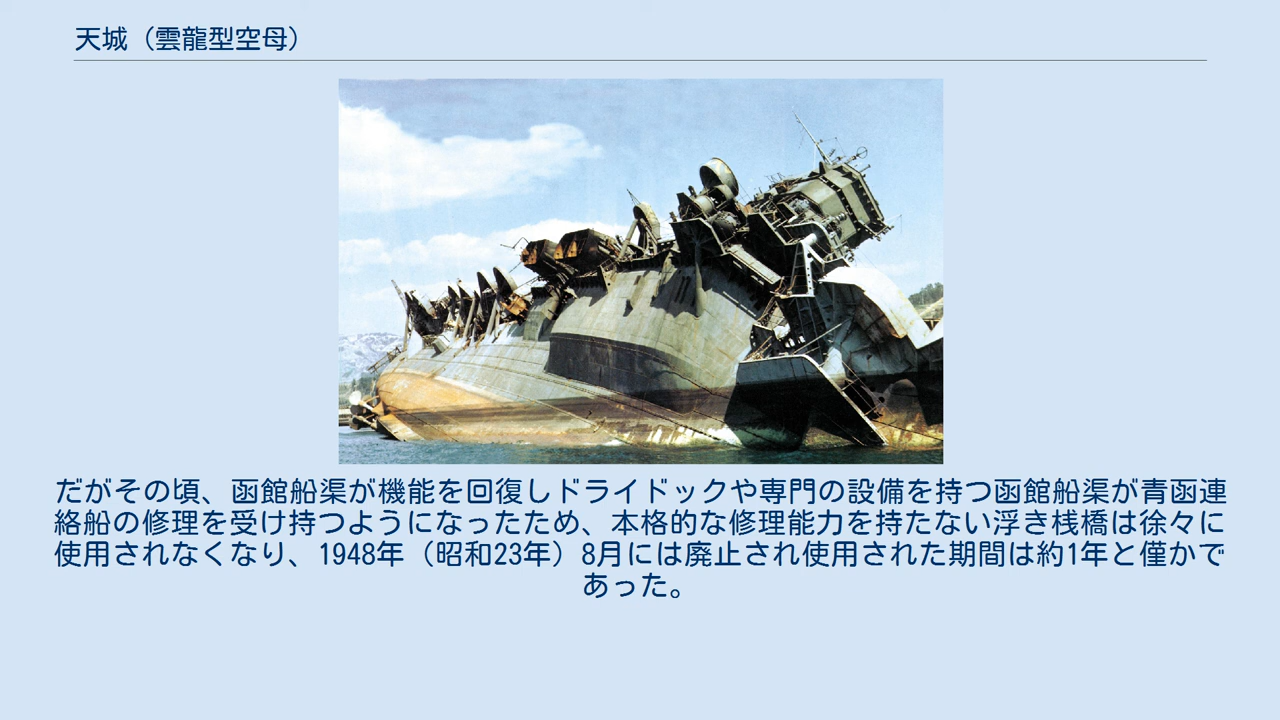 天城（雲龍型空母）
だがその頃、函館船渠が機能を回復しドライドックや専門の設備を持つ函館船渠が青函連
絡船の修理を受け持つようになったため、本格的な修理能力を持たない浮き桟橋は徐々に
使用されなくなり、1948年（昭和23年）8月には廃止され使用された期間は約1年と僅かで
あった。